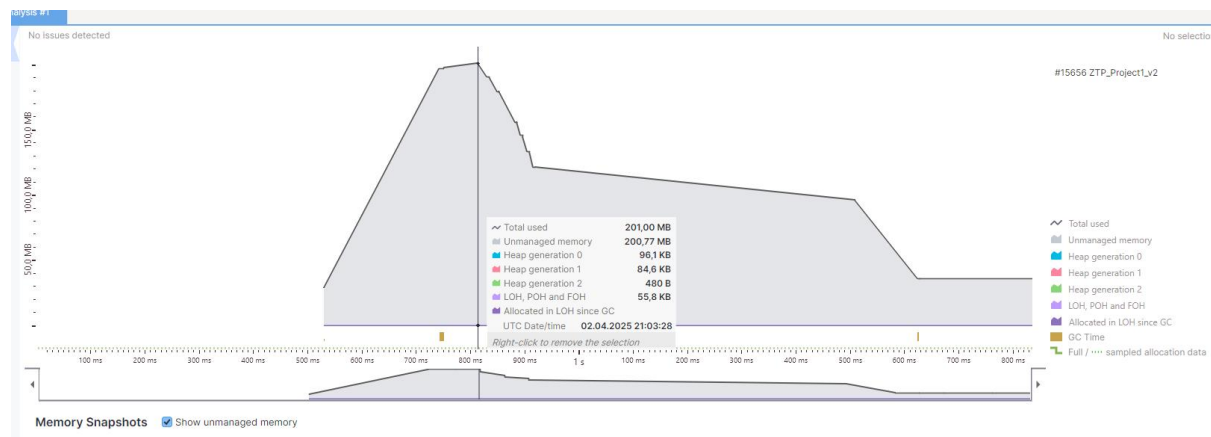 nalysis #1
No issues detected
No selectio
#15656 ZTP_Project1_v2
150,0 MB
100,0 MB
50,0 MB
Total used 201,00 MB
Unmanaged memory 200,77 MB
Heap generation 0 96,1 KB
Heap generation 1 84,6 KB
Heap generation 2 480 B
LOH, POH and FOH 55,8 KB
Allocated in LOH since GC
UTC Date/time 02.04.2025 21:03:28
Right-click to remove the selection
Total used
Unmanaged memory
Heap generation 0
Heap generation 1
Heap generation 2
LOH, POH and FOH
Allocated in LOH since GC
GC Time
Full / sampled allocation data
100 ms 200 ms 300 ms 400 ms 500 ms 600 ms 700 ms 800 ms 900 ms 1 s 100 ms 200 ms 300 ms 400 ms 500 ms 600 ms 700 ms 800 ms
Memory Snapshots Show unmanaged memory